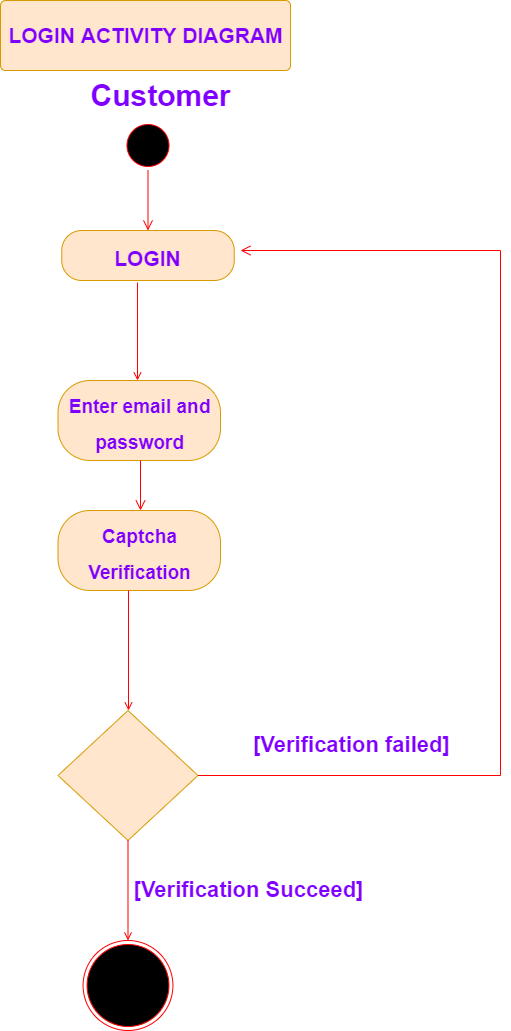 LOGIN ACTIVITY DIAGRAM
Customer
LOGIN
Enter email and
password
Captcha
Verification
[Verification failed]
[Verification Succeed]